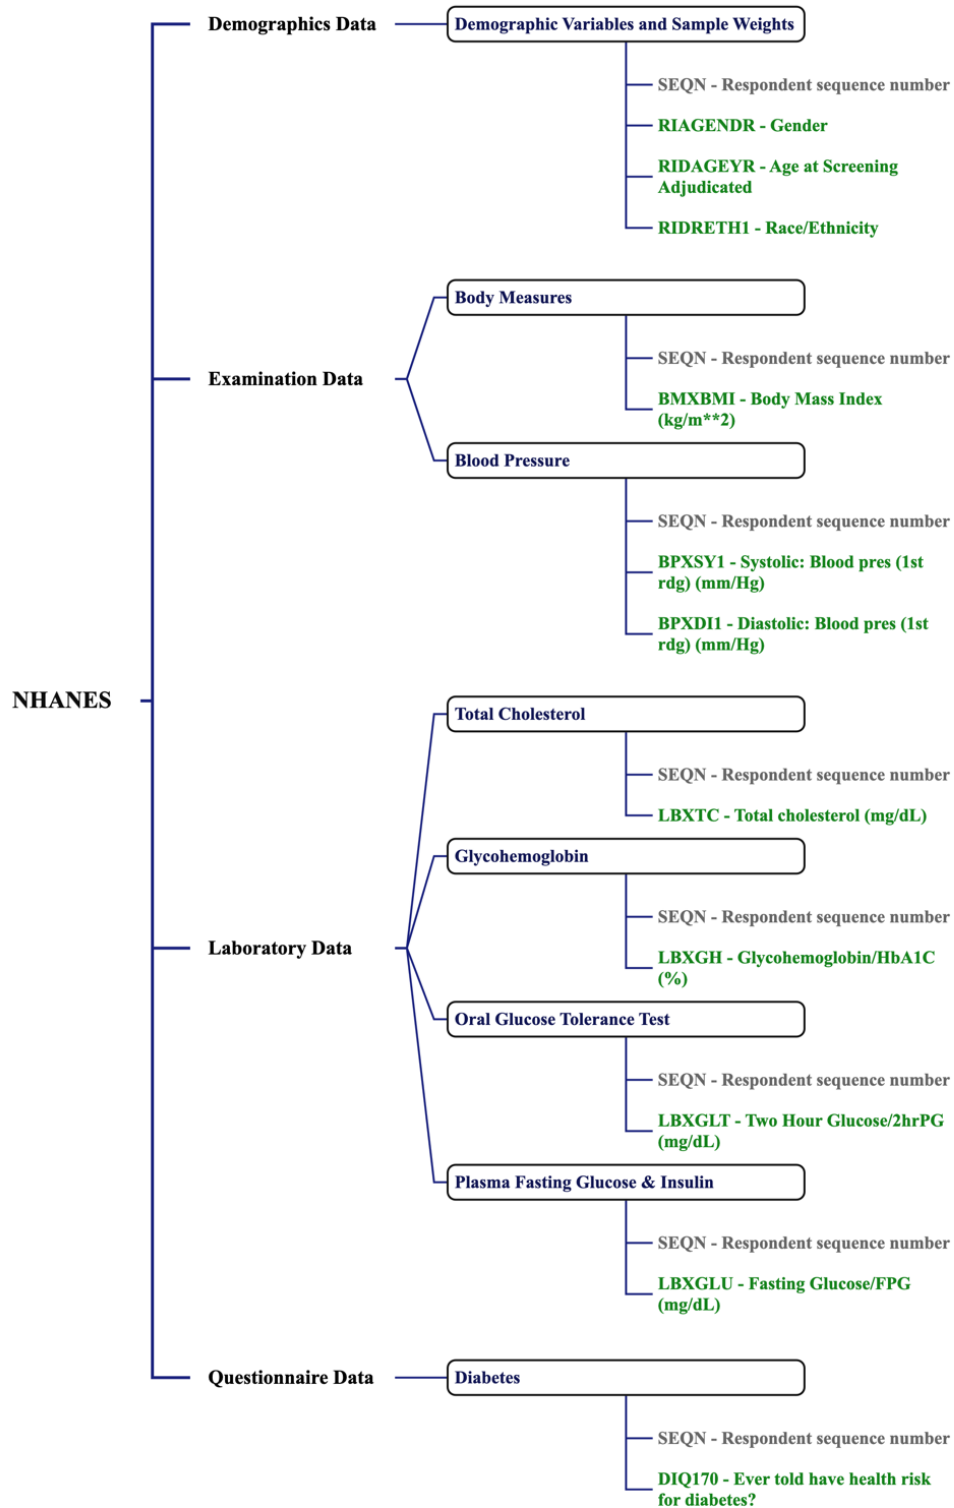 Demographics Data
Demographic Variables and Sample Weights
SEQN - Respondent sequence number
RIAGENDR - Gender
RIDAGEYR - Age at Screening
Adjudicated
RIDRETH1 - Race/Ethnicity
Examination Data
Body Measures
SEQN - Respondent sequence number
BMXBMI - Body Mass Index
(kg/m**2)
Blood Pressure
SEQN - Respondent sequence number
BPXSY1 - Systolic: Blood pres (1st
rdg) (mm/Hg)
BPXDI1 - Diastolic: Blood pres (1st
rdg) (mm/Hg)
NHANES
Laboratory Data
Total Cholesterol
SEQN - Respondent sequence number
LBXTC - Total cholesterol (mg/dL)
Glycohemoglobin
SEQN - Respondent sequence number
LBXGH - Glycohemoglobin/HbA1C
(%)
Oral Glucose Tolerance Test
SEQN - Respondent sequence number
LBXGLT - Two Hour Glucose/2hrPG
(mg/dL)
Plasma Fasting Glucose & Insulin
SEQN - Respondent sequence number
LBXGLU - Fasting Glucose/FPG
(mg/dL)
Questionnaire Data
Diabetes
SEQN - Respondent sequence number
DIQ170 - Ever told have health risk
for diabetes?